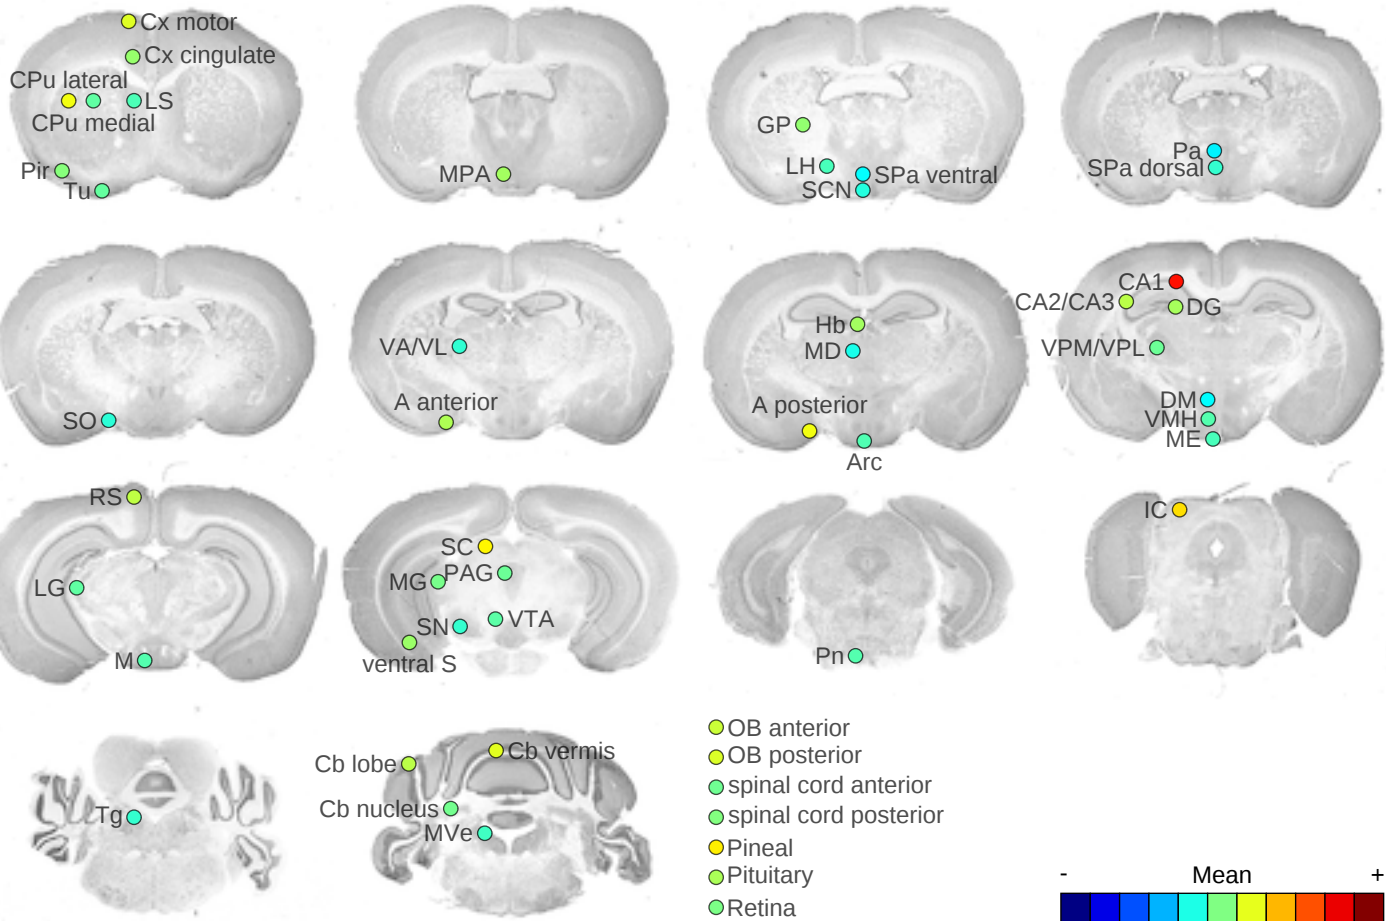 Cx motor
Cx cingulate
CPu lateral
LS
CPu medial
Pir
Tu
MPA
GP
LH
SPa ventral
SCN
Pa
SPa dorsal
SO
VA/VL
A anterior
Hb
MD
A posterior
Arc
CA1
CA2/CA3
DG
VPM/VPL
DM
VMH
ME
RS
LG
M
SC
MG
PAG
SN
VTA
ventral S
Pn
IC
Tg
Cb lobe
Cb vermis
Cb nucleus
MVe
OB anterior
OB posterior
spinal cord anterior
spinal cord posterior
Pineal
Pituitary
Retina
- Mean +